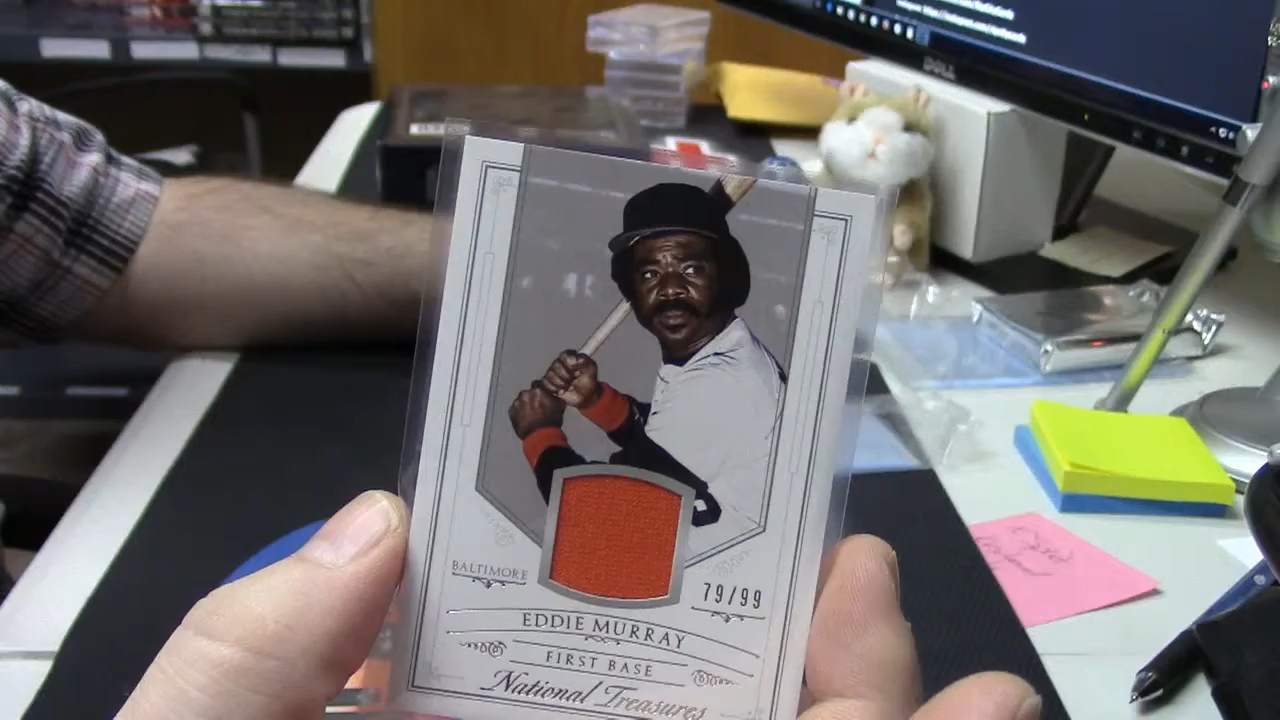 DELL
BALTIMORE
79/99
EDDIE MURRAY
FIRST BASE
National Treasures